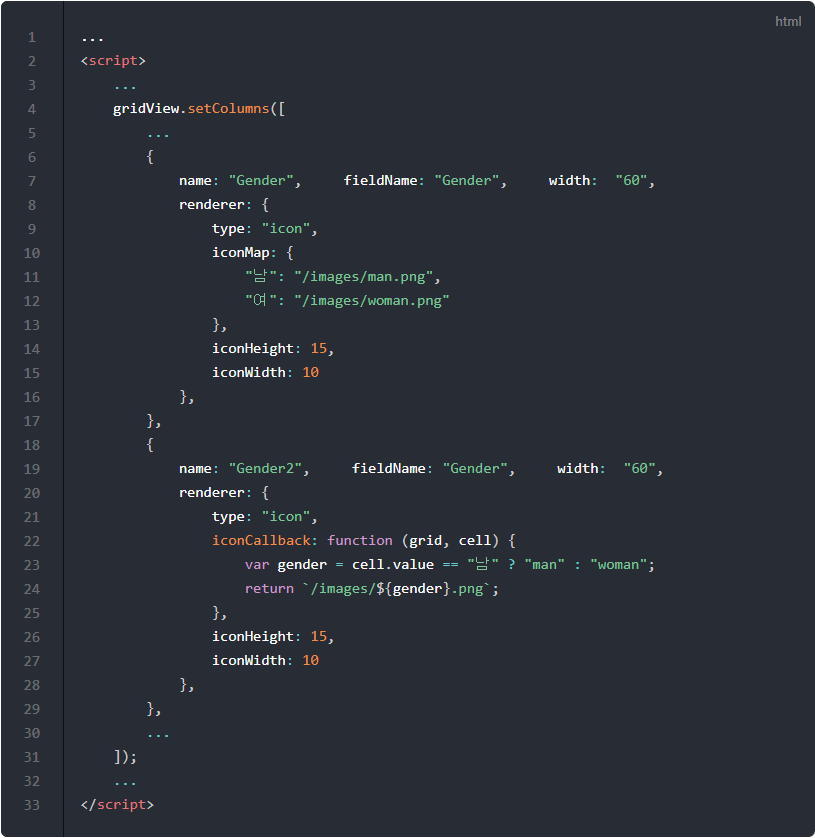 html
1 ...
2 <script>
3     ...
4     gridView.setColumns([
5         ...
6         {
7             name: "Gender",     fieldName: "Gender",     width:  "60",
8             renderer: {
9                 type: "icon",
10                 iconMap: {
11                     "남": "/images/man.png",
12                     "여": "/images/woman.png"
13                 },
14                 iconHeight: 15,
15                 iconWidth: 10
16             },
17         },
18         {
19             name: "Gender2",     fieldName: "Gender",     width:  "60",
20             renderer: {
21                 type: "icon",
22                 iconCallback: function (grid, cell) {
23                     var gender = cell.value == "남" ? "man" : "woman";
24                     return `/images/${gender}.png`;
25                 },
26                 iconHeight: 15,
27                 iconWidth: 10
28             },
29         },
30         ...
31     ]);
32     ...
33 </script>